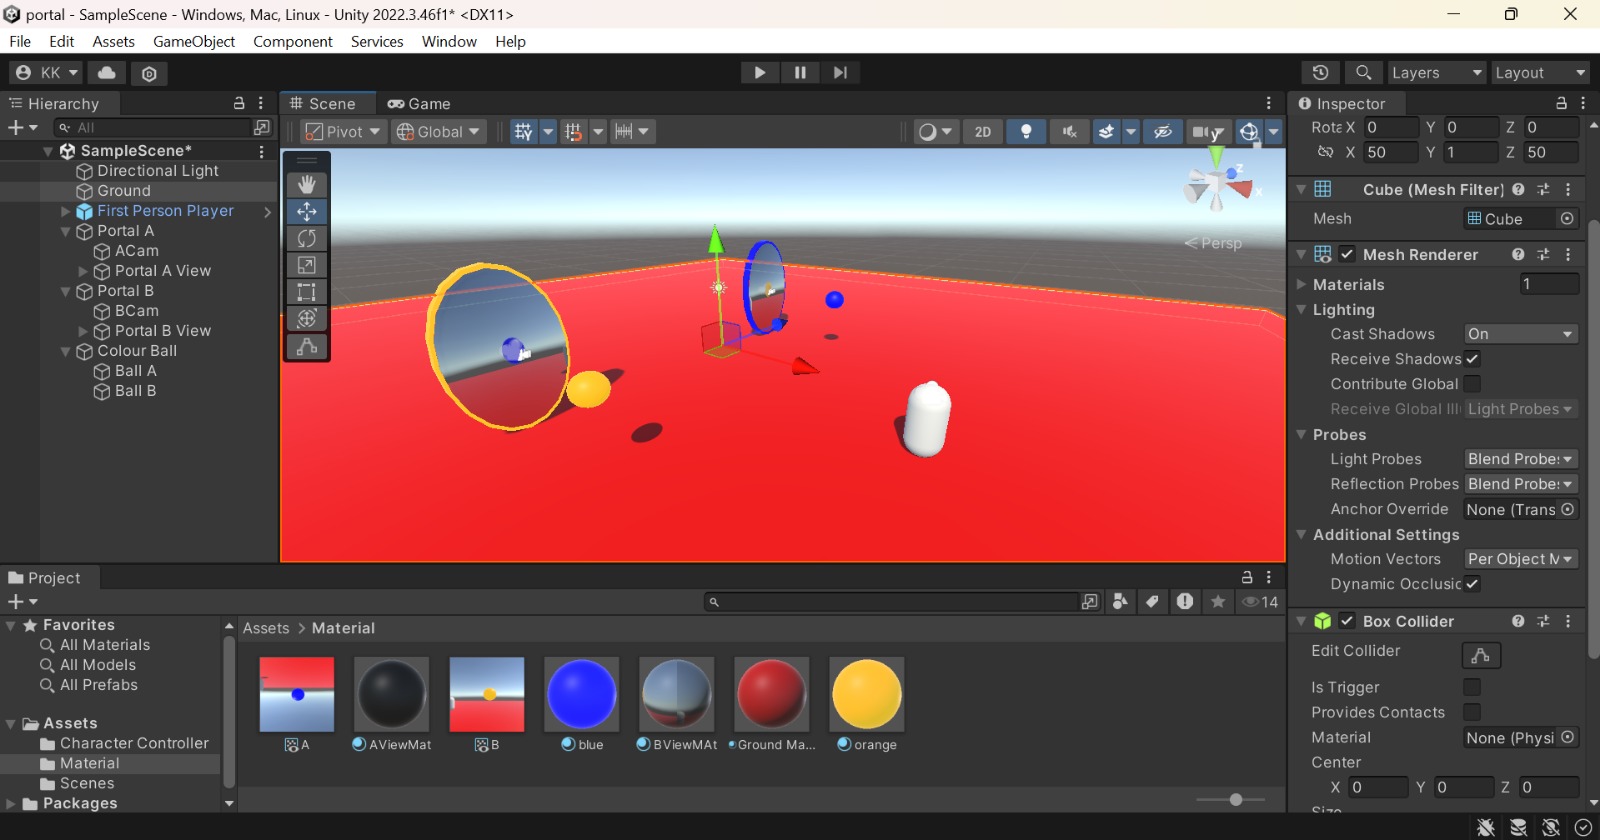 portal - SampleScene - Windows, Mac, Linux - Unity 2022.3.46f1* <DX11>
File Edit Assets GameObject Component Services Window Help
KK
Layers Layout
Hierarchy
All
SampleScene*
Directional Light
Ground
First Person Player
Portal A
ACam
Portal A View
Portal B
BCam
Portal B View
Colour Ball
Ball A
Ball B
Scene Game
Pivot Global 2D
y
z
x
Persp
Inspector
Rota X 0 Y 0 Z 0
X 50 Y 1 Z 50
Cube (Mesh Filter)
Mesh Cube
Mesh Renderer
Materials 1
Lighting
Cast Shadows On
Receive Shadows
Contribute Global
Receive Global Ill Light Probes
Probes
Light Probes Blend Probes
Reflection Probes Blend Probes
Anchor Override None (Trans
Additional Settings
Motion Vectors Per Object M
Dynamic Occlusic
Box Collider
Edit Collider
Is Trigger
Provides Contacts
Material None (Physi
Center
X 0 Y 0 Z 0
Size
Project
14
Favorites
All Materials
All Models
All Prefabs
Assets
Character Controller
Material
Scenes
Packages
Assets > Material
A AViewMat B blue BViewMAt Ground Ma... orange